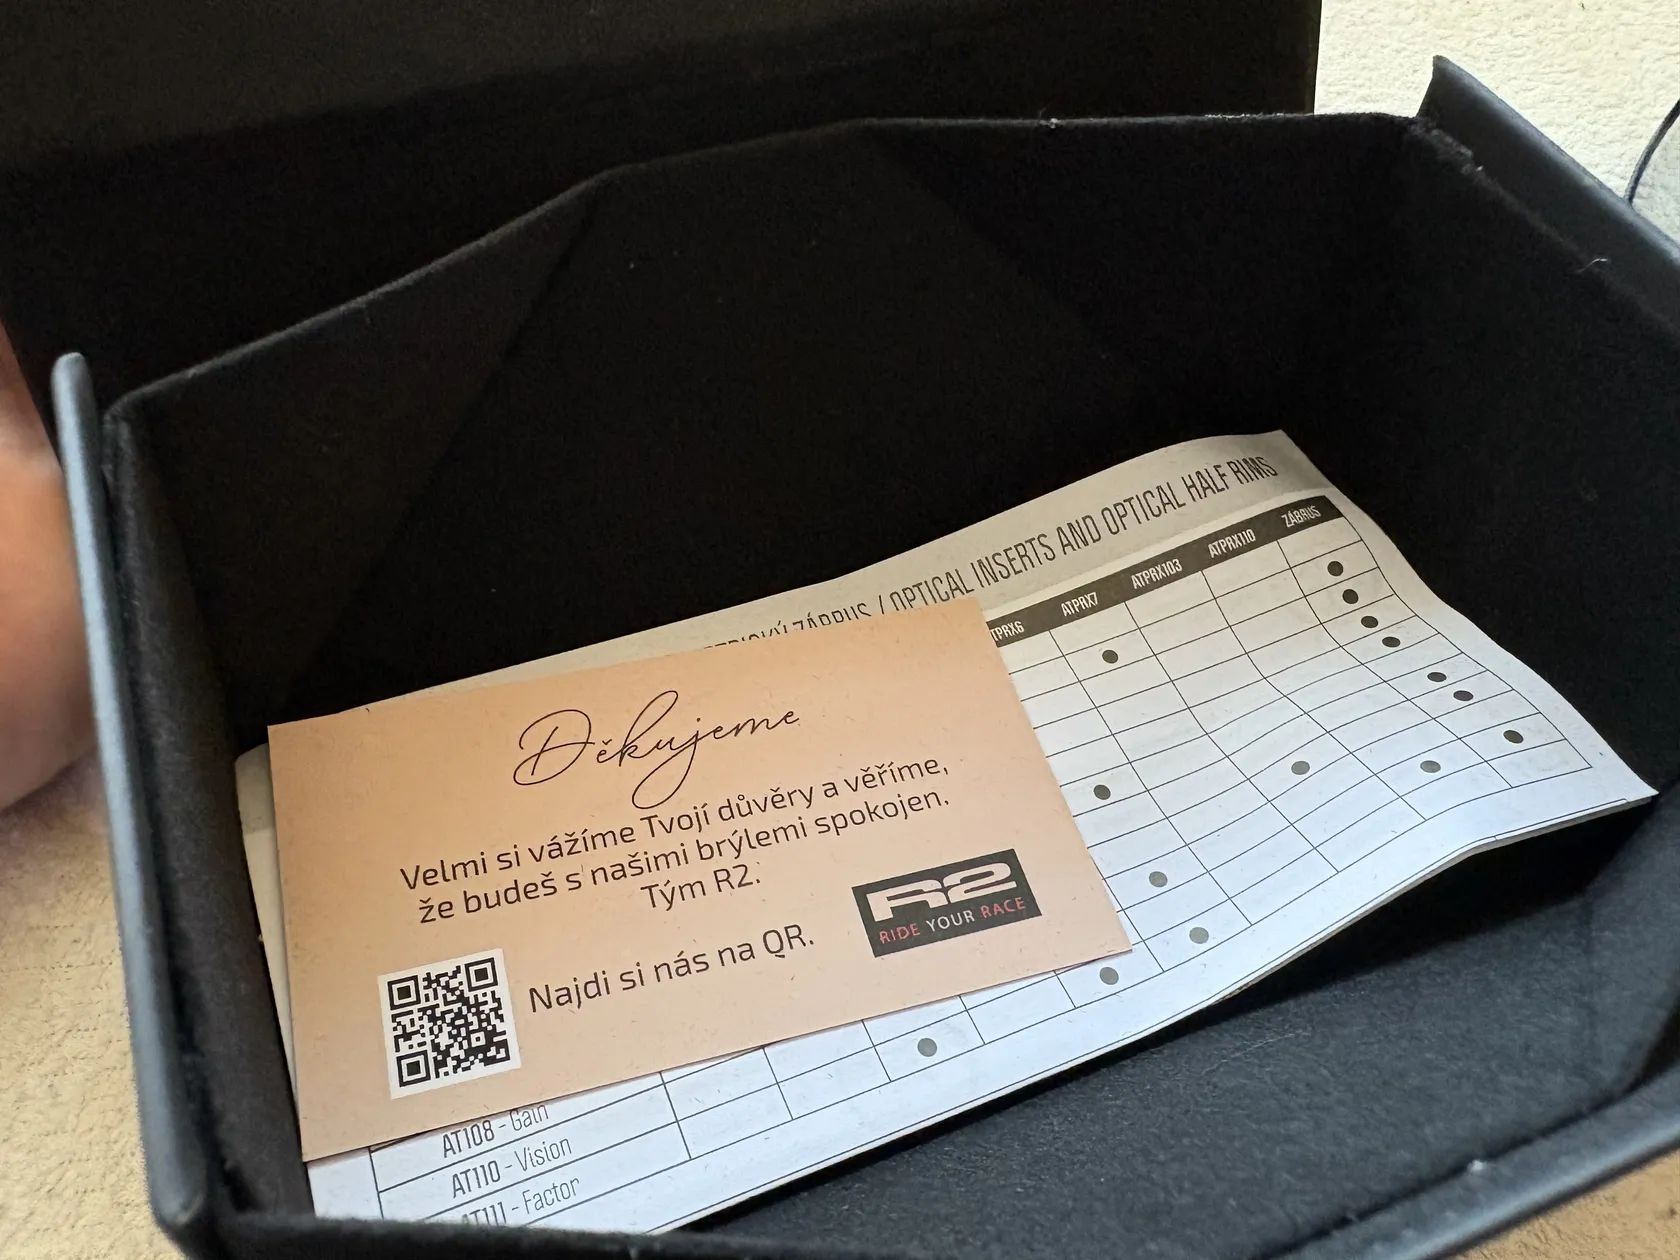 ZÁBRUS / OPTICAL INSERTS AND OPTICAL HALF RIMS
ATPRX7 ATPRX103 ATPRX110 ZÁBRUS
Děkujeme
Velmi si vážíme Tvojí důvěry a věříme,
že budeš s našimi brýlemi spokojen.
Tým R2.
Najdi si nás na QR.
R2
RIDE YOUR RACE
AT108 - Gain
AT110 - Vision
AT111 - Factor